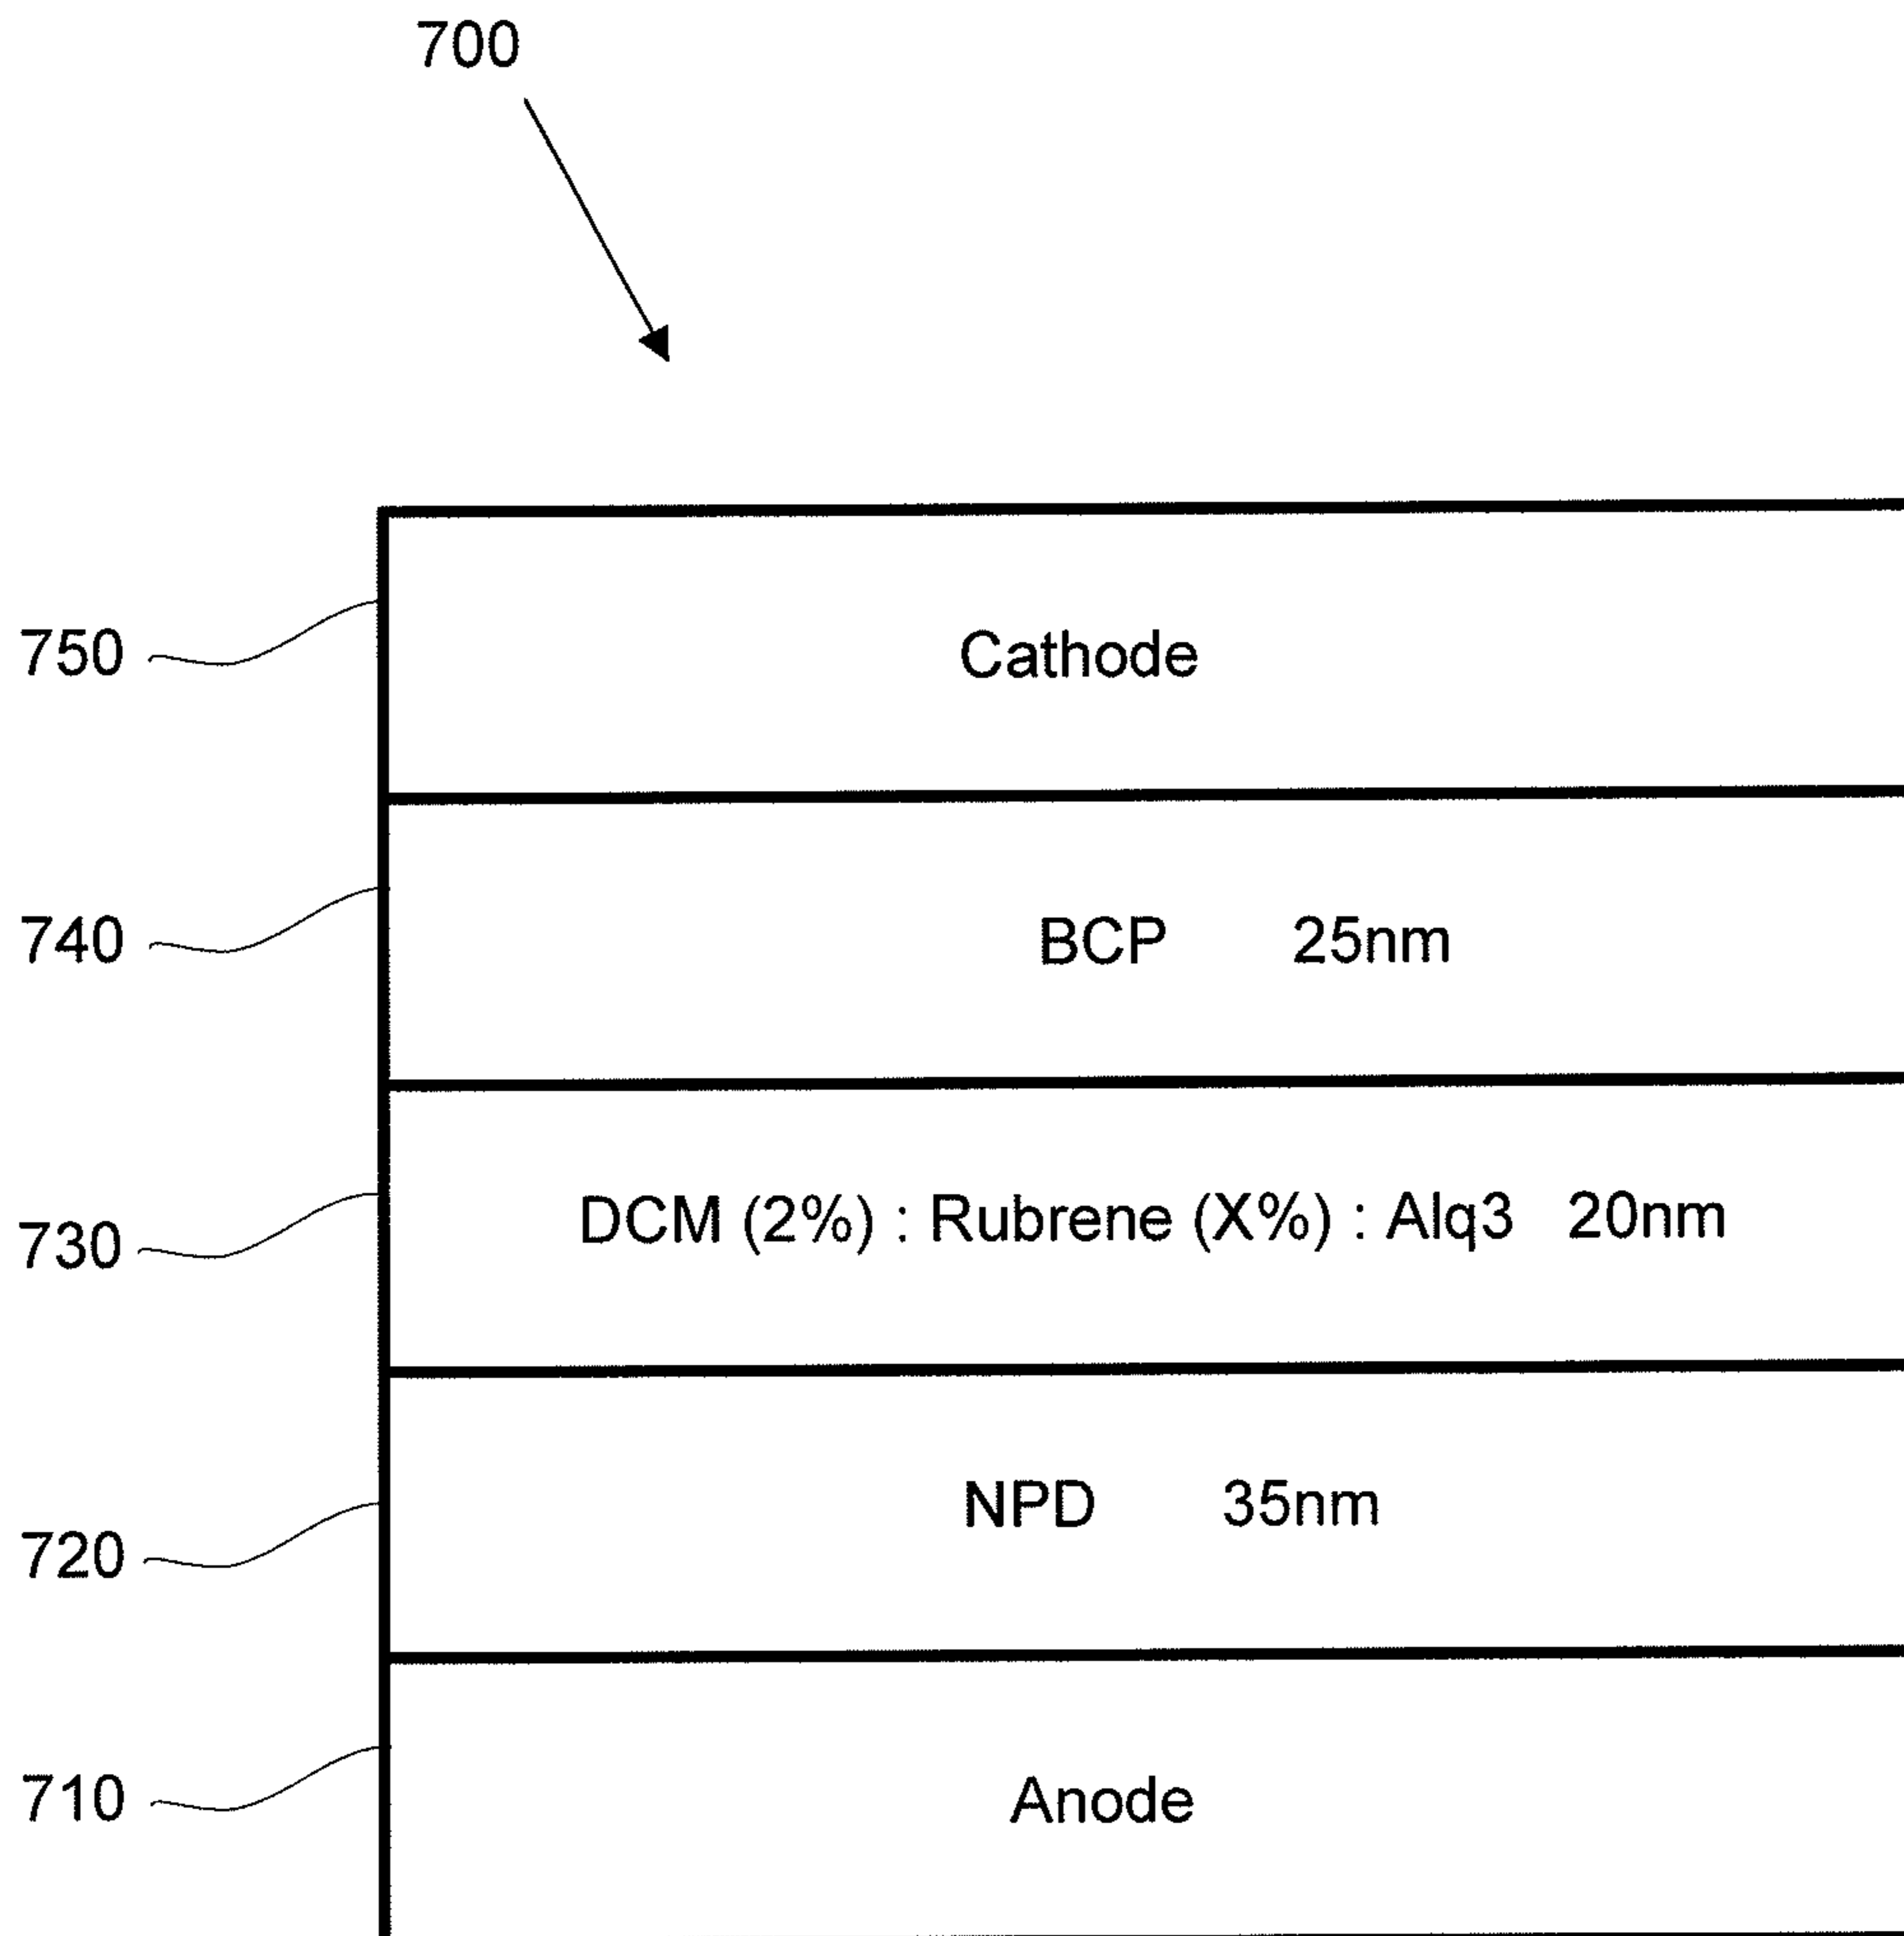 700
750 Cathode
740 BCP 25nm
730 DCM (2%) : Rubrene (X%) : Alq3 20nm
720 NPD 35nm
710 Anode